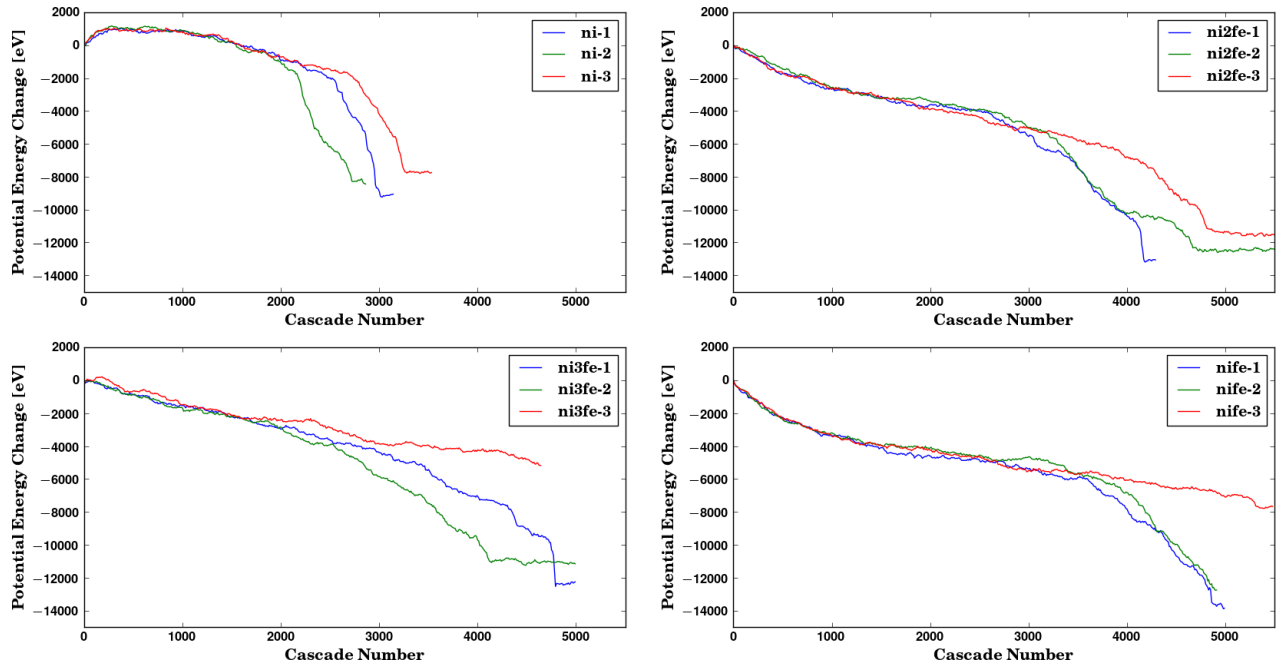 2000
0
−2000
−4000
−6000
−8000
−10000
−12000
−14000
Potential Energy Change [eV]
0 1000 2000 3000 4000 5000
Cascade Number
ni-1
ni-2
ni-3
2000
0
−2000
−4000
−6000
−8000
−10000
−12000
−14000
Potential Energy Change [eV]
0 1000 2000 3000 4000 5000
Cascade Number
ni2fe-1
ni2fe-2
ni2fe-3
2000
0
−2000
−4000
−6000
−8000
−10000
−12000
−14000
Potential Energy Change [eV]
0 1000 2000 3000 4000 5000
Cascade Number
ni3fe-1
ni3fe-2
ni3fe-3
2000
0
−2000
−4000
−6000
−8000
−10000
−12000
−14000
Potential Energy Change [eV]
0 1000 2000 3000 4000 5000
Cascade Number
nife-1
nife-2
nife-3